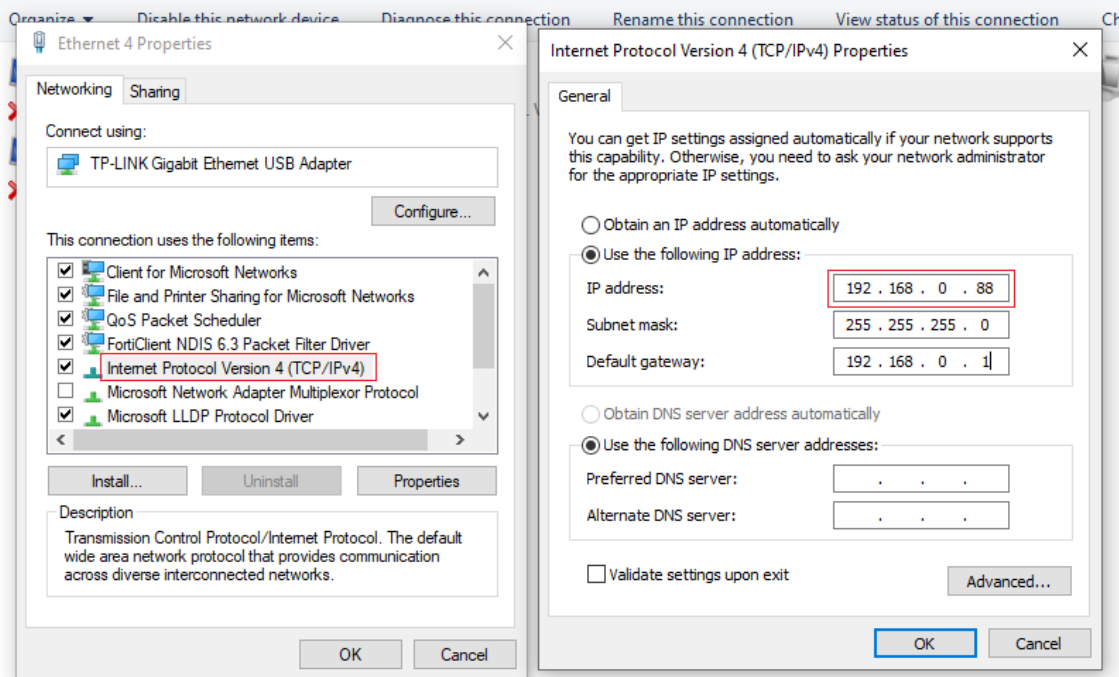 Organize Disable this network device Diagnose this connection Rename this connection View status of this connection
Ethernet 4 Properties
Networking Sharing
Connect using:
TP-LINK Gigabit Ethernet USB Adapter
Configure...
This connection uses the following items:
Client for Microsoft Networks
File and Printer Sharing for Microsoft Networks
QoS Packet Scheduler
FortiClient NDIS 6.3 Packet Filter Driver
Internet Protocol Version 4 (TCP/IPv4)
Microsoft Network Adapter Multiplexor Protocol
Microsoft LLDP Protocol Driver
Install... Uninstall Properties
Description
Transmission Control Protocol/Internet Protocol. The default
wide area network protocol that provides communication
across diverse interconnected networks.
OK Cancel
Internet Protocol Version 4 (TCP/IPv4) Properties
General
You can get IP settings assigned automatically if your network supports
this capability. Otherwise, you need to ask your network administrator
for the appropriate IP settings.
Obtain an IP address automatically
Use the following IP address:
IP address: 192 . 168 . 0 . 88
Subnet mask: 255 . 255 . 255 . 0
Default gateway: 192 . 168 . 0 . 1
Obtain DNS server address automatically
Use the following DNS server addresses:
Preferred DNS server: . . .
Alternate DNS server: . . .
Validate settings upon exit
Advanced...
OK Cancel